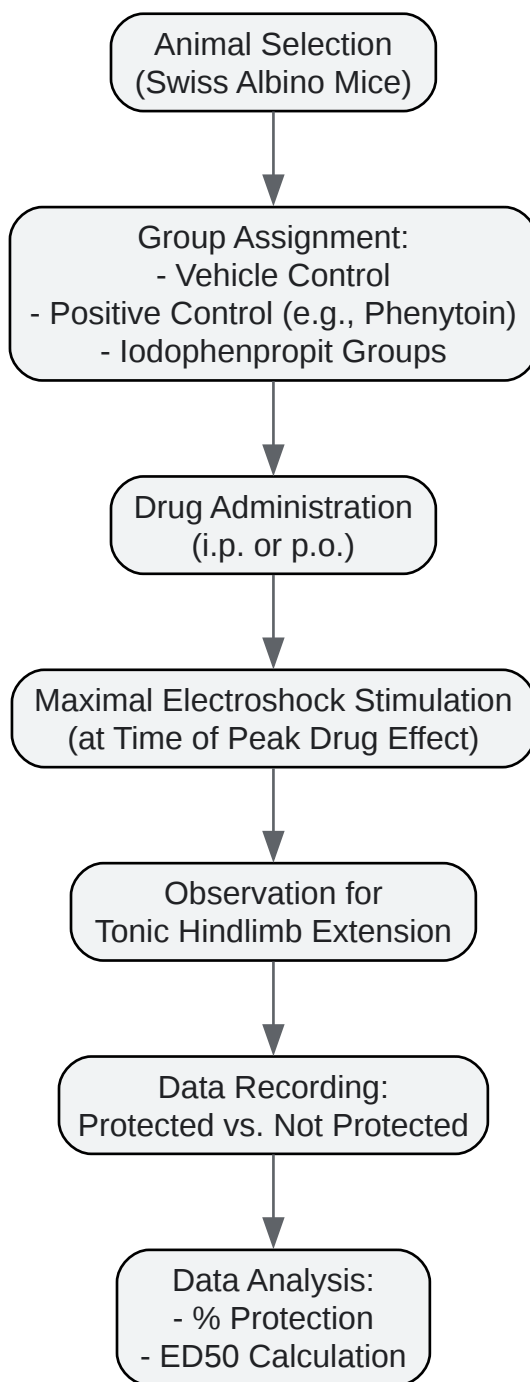 Animal Selection
(Swiss Albino Mice)
Group Assignment:
- Vehicle Control
- Positive Control (e.g., Phenytoin)
- Iodophenpropit Groups
Drug Administration
(i.p. or p.o.)
Maximal Electroshock Stimulation
(at Time of Peak Drug Effect)
Observation for
Tonic Hindlimb Extension
Data Recording:
Protected vs. Not Protected
Data Analysis:
- % Protection
- ED50 Calculation